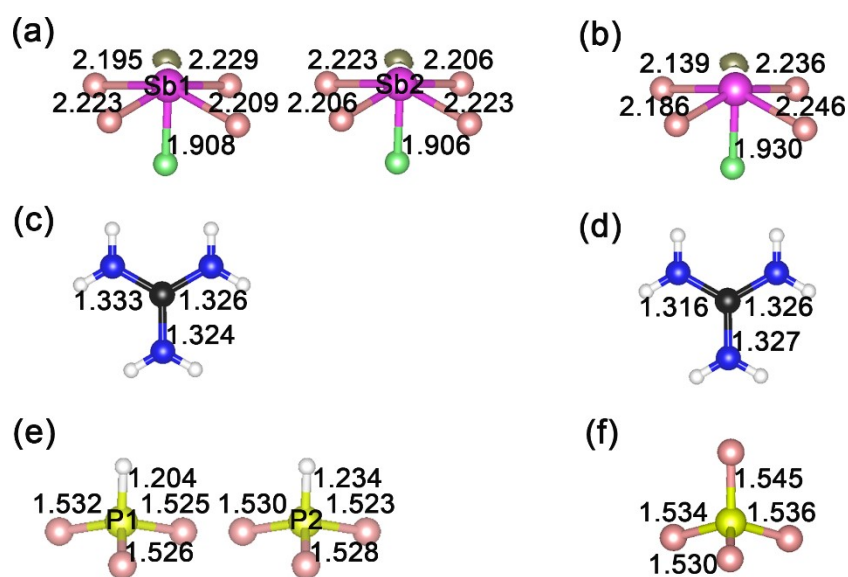 (a)
2.195 2.229
Sb1
2.223 2.209
1.908
2.223 2.206
Sb2
2.206 2.223
1.906
(b)
2.139 2.236
2.186 2.246
1.930
(c)
1.333 1.326
1.324
(d)
1.316 1.326
1.327
(e)
1.204
1.532 1.525
P1
1.526
1.234
1.530 1.523
P2
1.528
(f)
1.545
1.534 1.536
1.530